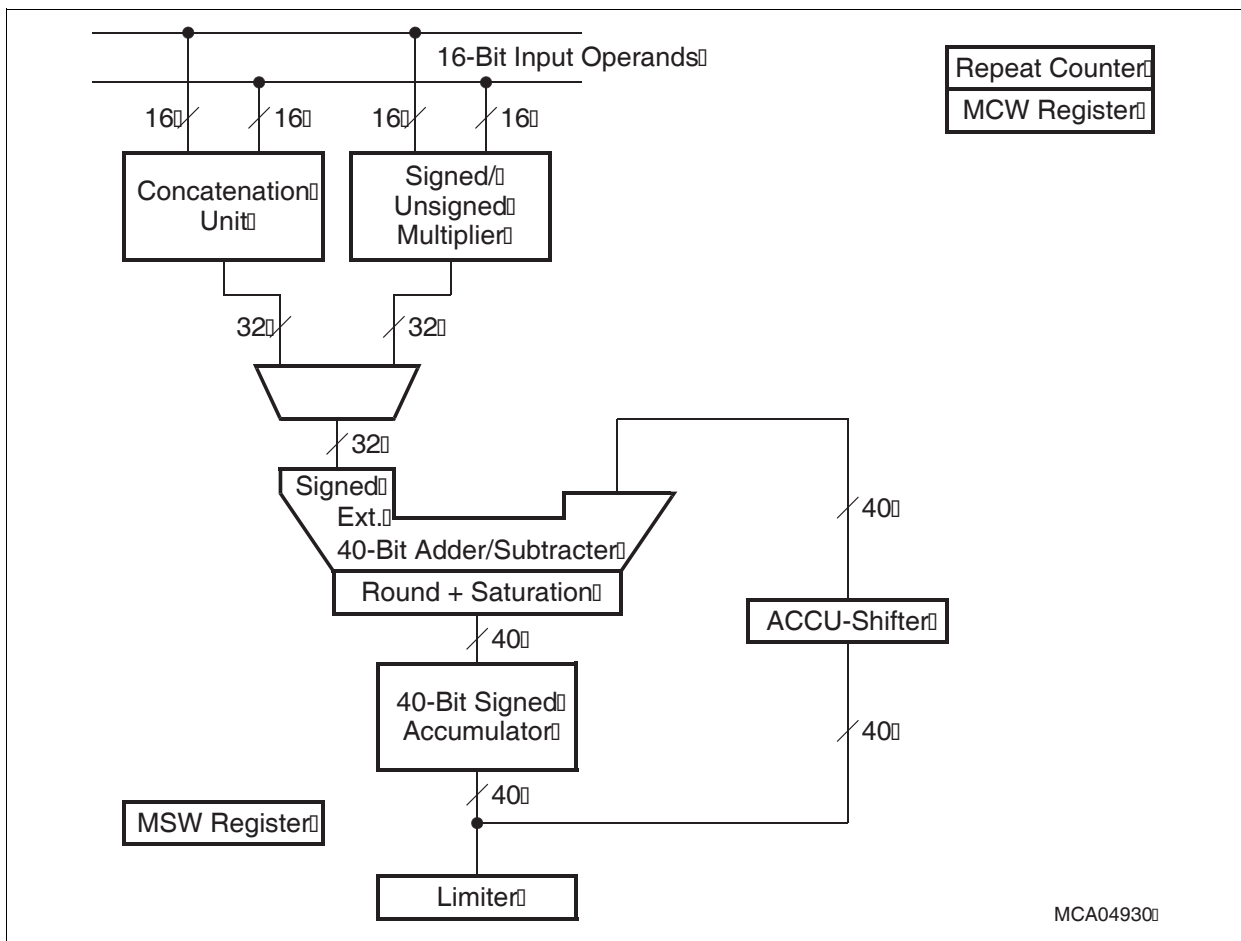 16-Bit Input Operands
Repeat Counter
MCW Register
16
16
16
16
Concatenation
Unit
Signed/
Unsigned
Multiplier
32
32
32
Signed
Ext.
40-Bit Adder/Subtracter
Round + Saturation
40
ACCU-Shifter
40
40-Bit Signed
Accumulator
40
40
MSW Register
Limiter
MCA04930